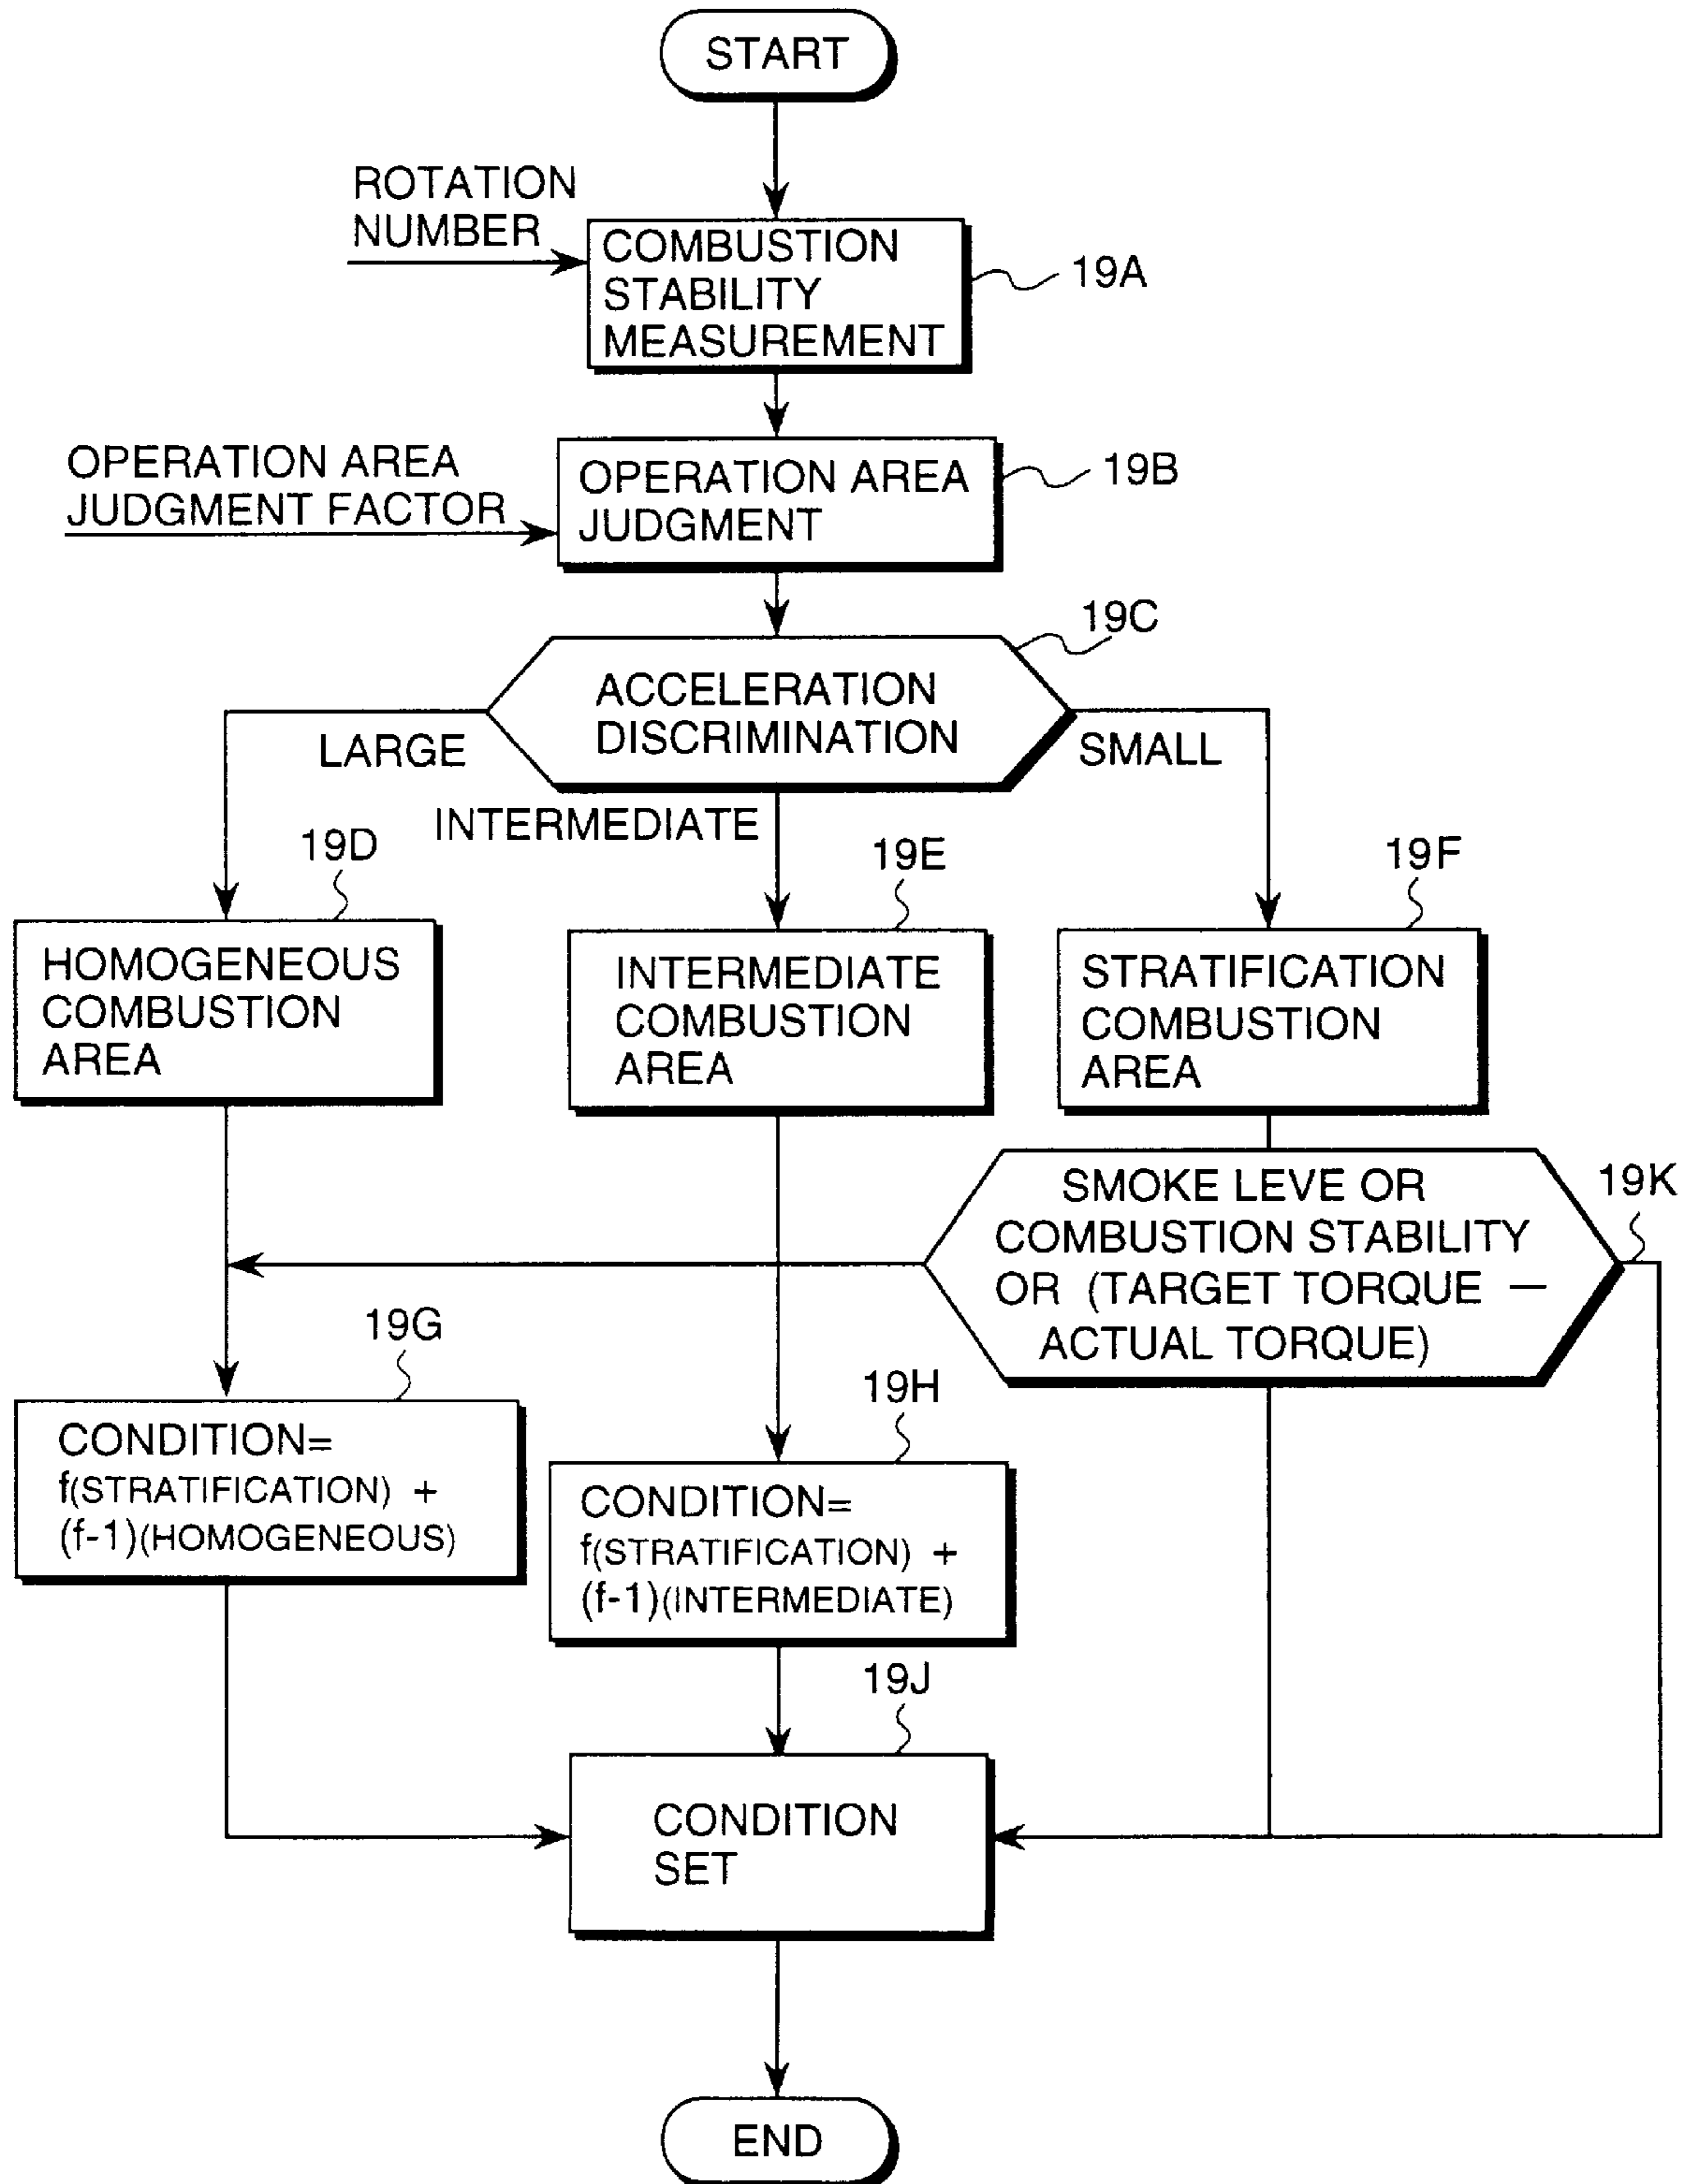 START
ROTATION
NUMBER
COMBUSTION
STABILITY
MEASUREMENT
19A
OPERATION AREA
JUDGMENT FACTOR
OPERATION AREA
JUDGMENT
19B
19C
ACCELERATION
DISCRIMINATION
LARGE
SMALL
INTERMEDIATE
19D
19E
19F
HOMOGENEOUS
COMBUSTION
AREA
INTERMEDIATE
COMBUSTION
AREA
STRATIFICATION
COMBUSTION
AREA
19K
SMOKE LEVE OR
COMBUSTION STABILITY
OR (TARGET TORQUE —
ACTUAL TORQUE)
19G
CONDITION=
f(STRATIFICATION) +
(f-1)(HOMOGENEOUS)
19H
CONDITION=
f(STRATIFICATION) +
(f-1)(INTERMEDIATE)
19J
CONDITION
SET
END